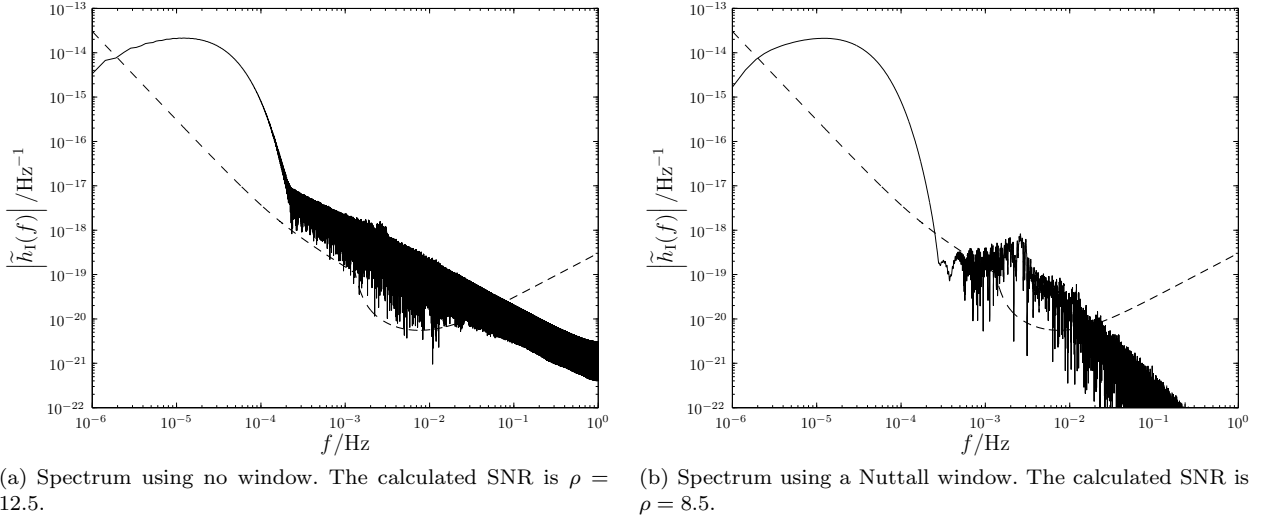 10⁻¹³ 10⁻¹⁴ 10⁻¹⁵ 10⁻¹⁶ 10⁻¹⁷ 10⁻¹⁸ 10⁻¹⁹ 10⁻²⁰ 10⁻²¹ 10⁻²²
|h̃_I(f)|/Hz⁻¹
10⁻⁶ 10⁻⁵ 10⁻⁴ 10⁻³ 10⁻² 10⁻¹ 10⁰
f/Hz
(a) Spectrum using no window. The calculated SNR is ρ =
12.5.
10⁻¹³ 10⁻¹⁴ 10⁻¹⁵ 10⁻¹⁶ 10⁻¹⁷ 10⁻¹⁸ 10⁻¹⁹ 10⁻²⁰ 10⁻²¹ 10⁻²²
|h̃_I(f)|/Hz⁻¹
10⁻⁶ 10⁻⁵ 10⁻⁴ 10⁻³ 10⁻² 10⁻¹ 10⁰
f/Hz
(b) Spectrum using a Nuttall window. The calculated SNR is
ρ = 8.5.